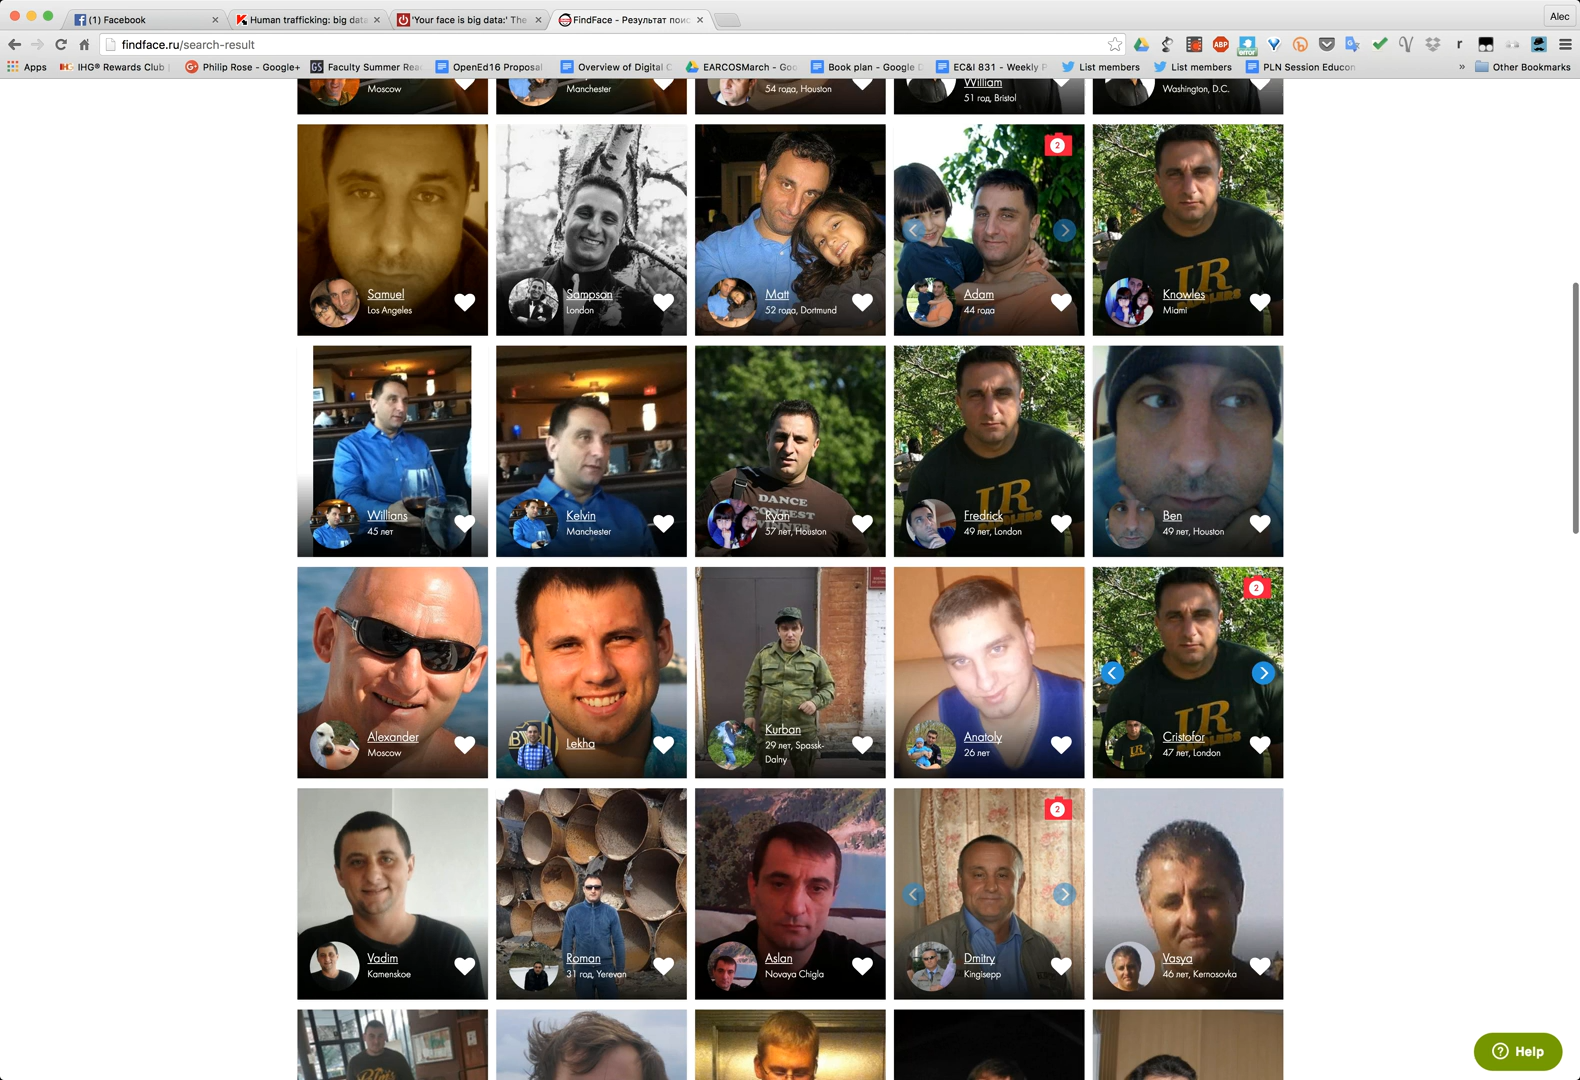 (1) Facebook
Human trafficking: big data
'Your face is big data:' The
FindFace - Результат поис
Alec
findface.ru/search-result
ABP
error
Apps
IHG® Rewards Club
Philip Rose - Google+
Faculty Summer Rea
OpenEd16 Proposal
Overview of Digital C
EARCOSMarch - Goo
Book plan - Google D
EC&I 831 - Weekly P
List members
List members
PLN Session Educon
»
Other Bookmarks
Moscow
Manchester
54 года, Houston
William
51 год, Bristol
Washington, D.C.
Samuel
Los Angeles
Sampson
London
Matt
52 года, Dortmund
2
Adam
44 года
Knowles
Miami
Willians
45 лет
Kelvin
Manchester
DANCE
CONTEST
WINNER
Ryan
57 лет, Houston
Fredrick
49 лет, London
Ben
49 лет, Houston
Alexander
Moscow
Lekha
Kurban
29 лет, Spassk-
Dalny
Anatoly
26 лет
2
Cristofor
47 лет, London
Vadim
Kamenskoe
Roman
31 год, Yerevan
Aslan
Novaya Chigla
2
Dmitry
Kingisepp
Vasya
46 лет, Kernosovka
Help